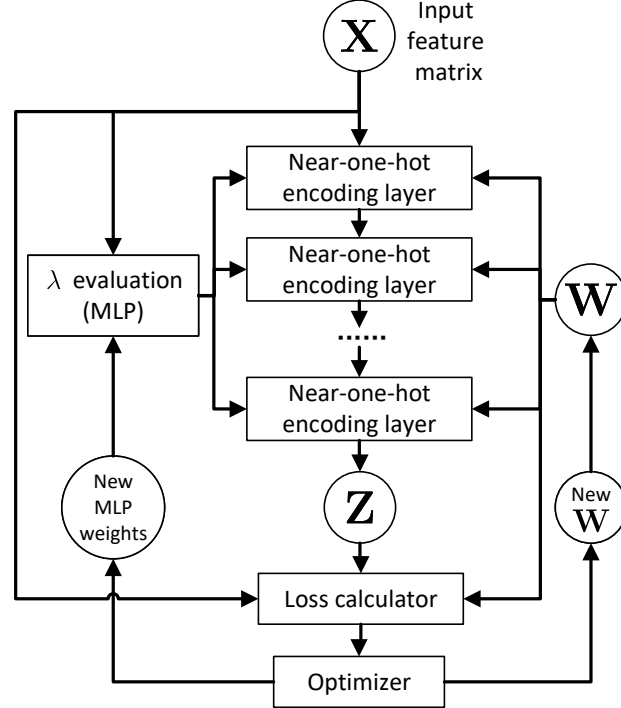 X
Input
feature
matrix
Near-one-hot
encoding layer
λ evaluation
(MLP)
Near-one-hot
encoding layer
W
......
Near-one-hot
encoding layer
New
MLP
weights
Z
New
W
Loss calculator
Optimizer